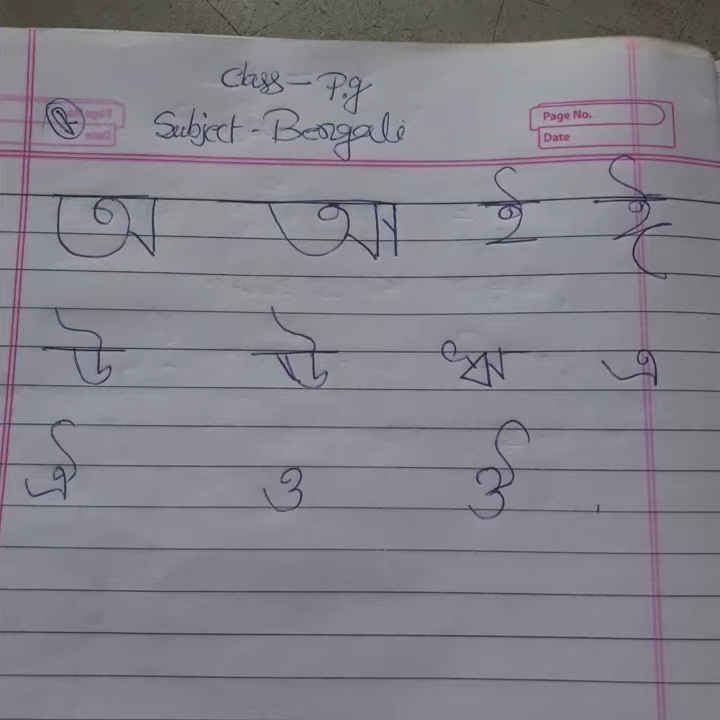 Class - P.g
Subject - Bengali
Page No.
Date
অ আ ই ঈ
উ ঊ ঋ এ
ঐ ও ঔ